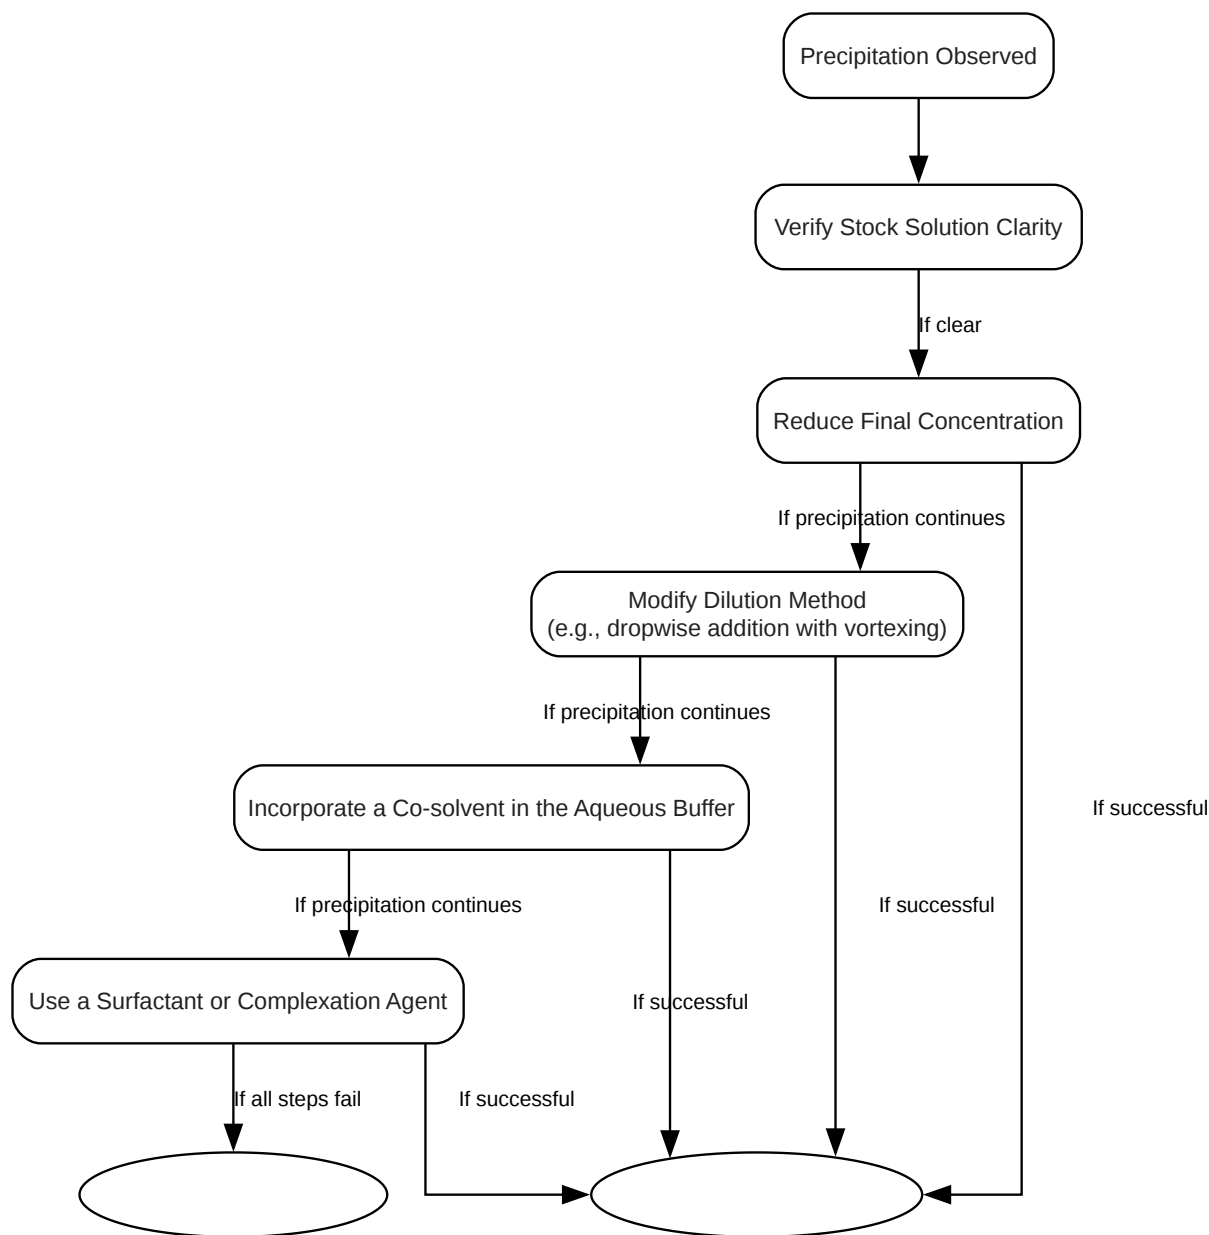 Precipitation Observed
Verify Stock Solution Clarity
If clear
Reduce Final Concentration
If precipitation continues
Modify Dilution Method
(e.g., dropwise addition with vortexing)
If precipitation continues
Incorporate a Co-solvent in the Aqueous Buffer
If successful
If precipitation continues
If successful
Use a Surfactant or Complexation Agent
If successful
If all steps fail
If successful